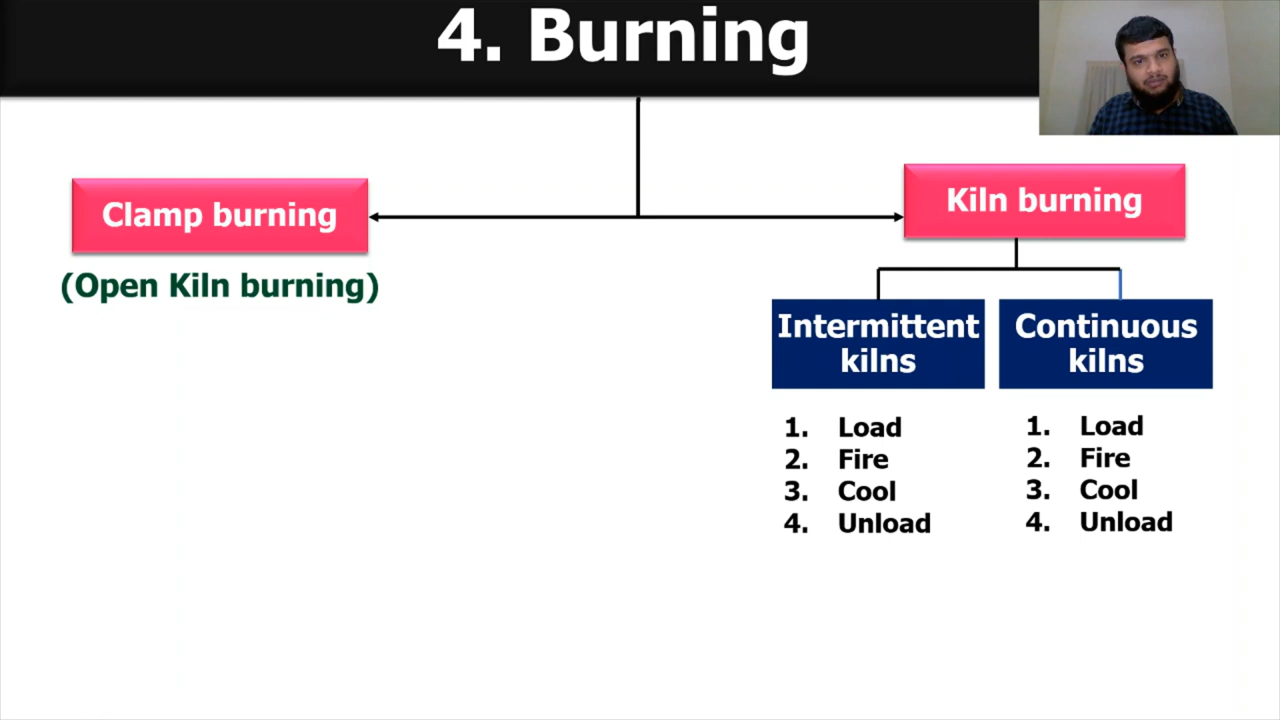 4. Burning
Clamp burning
(Open Kiln burning)
Kiln burning
Intermittent
kilns
1. Load
2. Fire
3. Cool
4. Unload
Continuous
kilns
1. Load
2. Fire
3. Cool
4. Unload